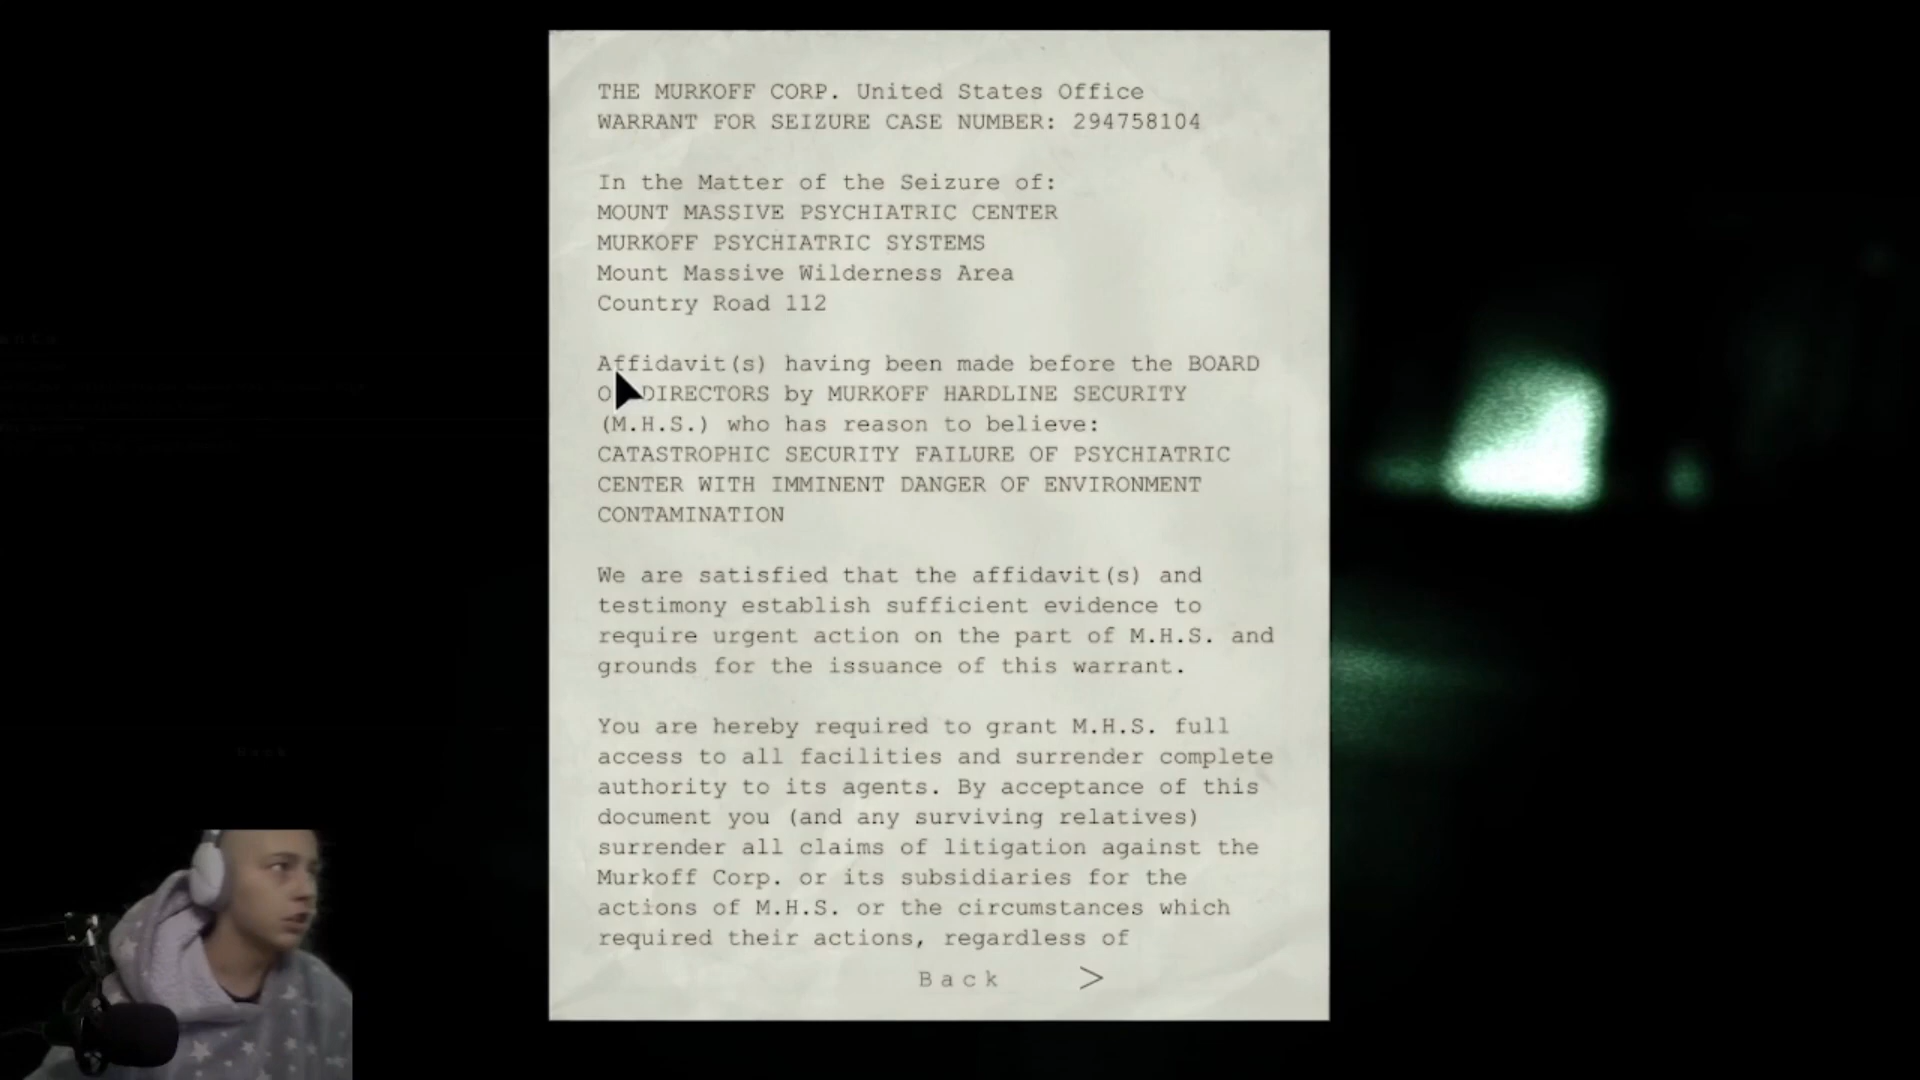 THE MURKOFF CORP. United States Office
WARRANT FOR SEIZURE CASE NUMBER: 294758104
In the Matter of the Seizure of:
MOUNT MASSIVE PSYCHIATRIC CENTER
MURKOFF PSYCHIATRIC SYSTEMS
Mount Massive Wilderness Area
Country Road 112
Affidavit(s) having been made before the BOARD
O DIRECTORS by MURKOFF HARDLINE SECURITY
(M.H.S.) who has reason to believe:
CATASTROPHIC SECURITY FAILURE OF PSYCHIATRIC
CENTER WITH IMMINENT DANGER OF ENVIRONMENT
CONTAMINATION
We are satisfied that the affidavit(s) and
testimony establish sufficient evidence to
require urgent action on the part of M.H.S. and
grounds for the issuance of this warrant.
You are hereby required to grant M.H.S. full
access to all facilities and surrender complete
authority to its agents. By acceptance of this
document you (and any surviving relatives)
surrender all claims of litigation against the
Murkoff Corp. or its subsidiaries for the
actions of M.H.S. or the circumstances which
required their actions, regardless of
Back >
Back